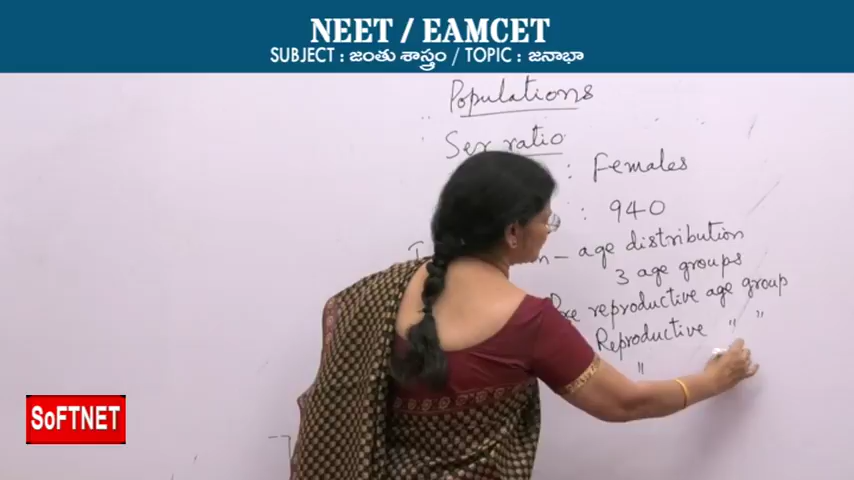 NEET / EAMCET
SUBJECT : జంతు శాస్త్రం / TOPIC : జనాభా
Populations
Sex ratio
: Females
: 940
– age distribution
3 age groups
reproductive age group
Reproductive " "
"
SoFTNET